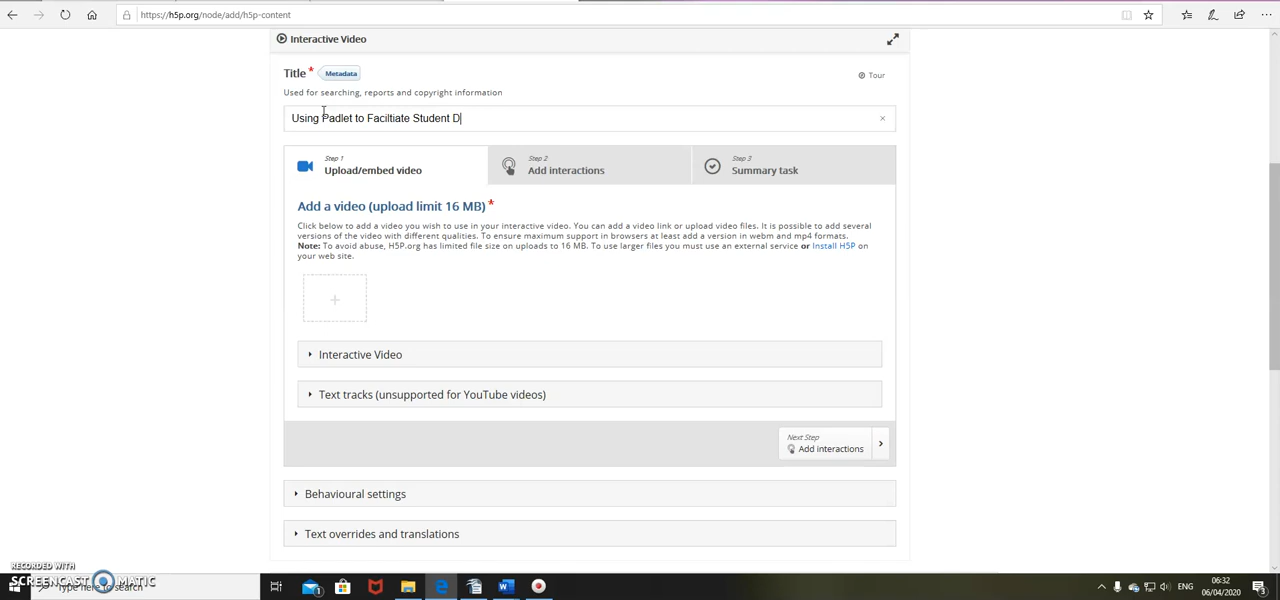 https://h5p.org/node/add/h5p-content
Interactive Video
Title * Metadata
Tour
Used for searching, reports and copyright information
Using Padlet to Faciltiate Student D
×
Step 1
Upload/embed video
Step 2
Add interactions
Step 3
Summary task
Add a video (upload limit 16 MB) *
Click below to add a video you wish to use in your interactive video. You can add a video link or upload video files. It is possible to add several
versions of the video with different qualities. To ensure maximum support in browsers at least add a version in webm and mp4 formats.
Note: To avoid abuse, H5P.org has limited file size on uploads to 16 MB. To use larger files you must use an external service or Install H5P on
your web site.
+
Interactive Video
Text tracks (unsupported for YouTube videos)
Next Step
Add interactions
Behavioural settings
Text overrides and translations
RECORDED WITH
SCREENCAST MATIC
Type here to search
1
ENG
06:32
06/04/2020
3